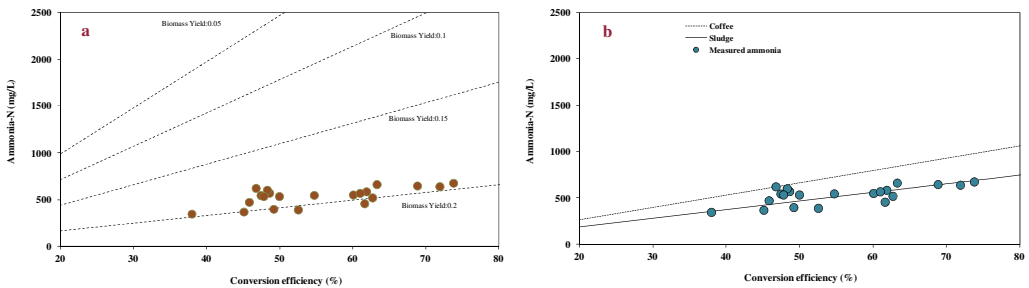 a
Biomass Yield:0.05
Biomass Yield:0.1
Biomass Yield:0.15
Biomass Yield:0.2
Ammonia-N (mg/L)
2500
2000
1500
1000
500
0
20
30
40
50
60
70
80
Conversion efficiency (%)
b
Coffee
Sludge
Measured ammonia
Ammonia-N (mg/L)
2500
2000
1500
1000
500
0
20
30
40
50
60
70
80
Conversion efficiency (%)